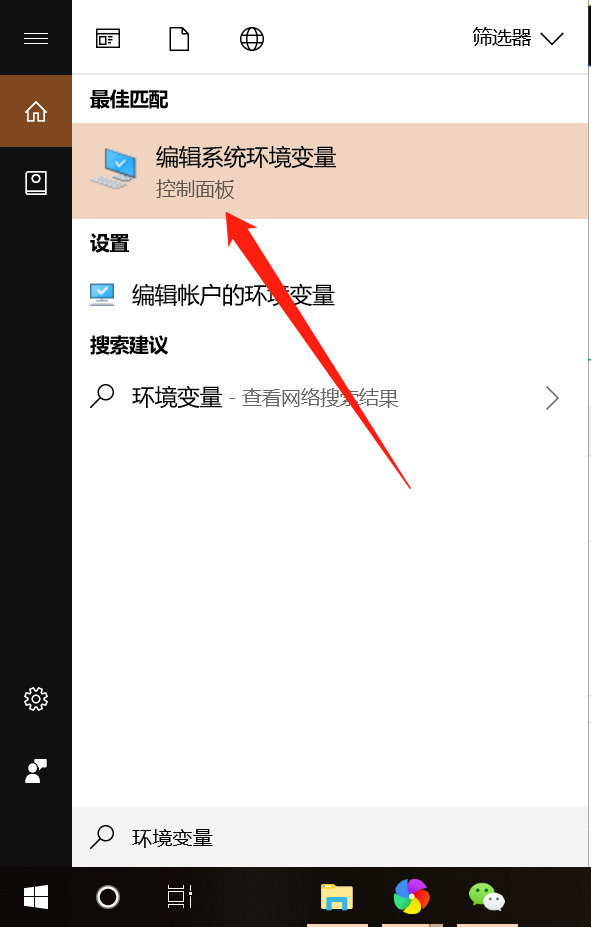 筛选器
最佳匹配
编辑系统环境变量
控制面板
设置
编辑帐户的环境变量
搜索建议
环境变量 - 查看网络搜索结果
环境变量